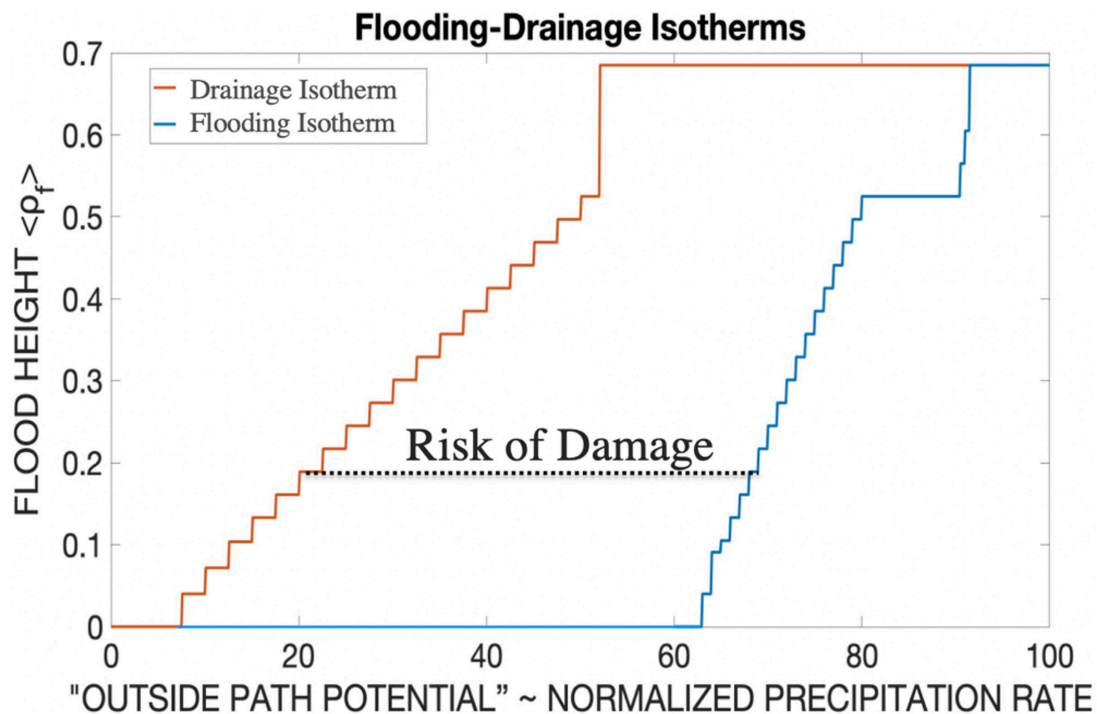 Flooding-Drainage Isotherms
0.7
Drainage Isotherm
Flooding Isotherm
0.6
0.5
0.4
0.3
Risk of Damage
0.2
0.1
0
FLOOD HEIGHT <ρf>
0 20 40 60 80 100
"OUTSIDE PATH POTENTIAL” ~ NORMALIZED PRECIPITATION RATE